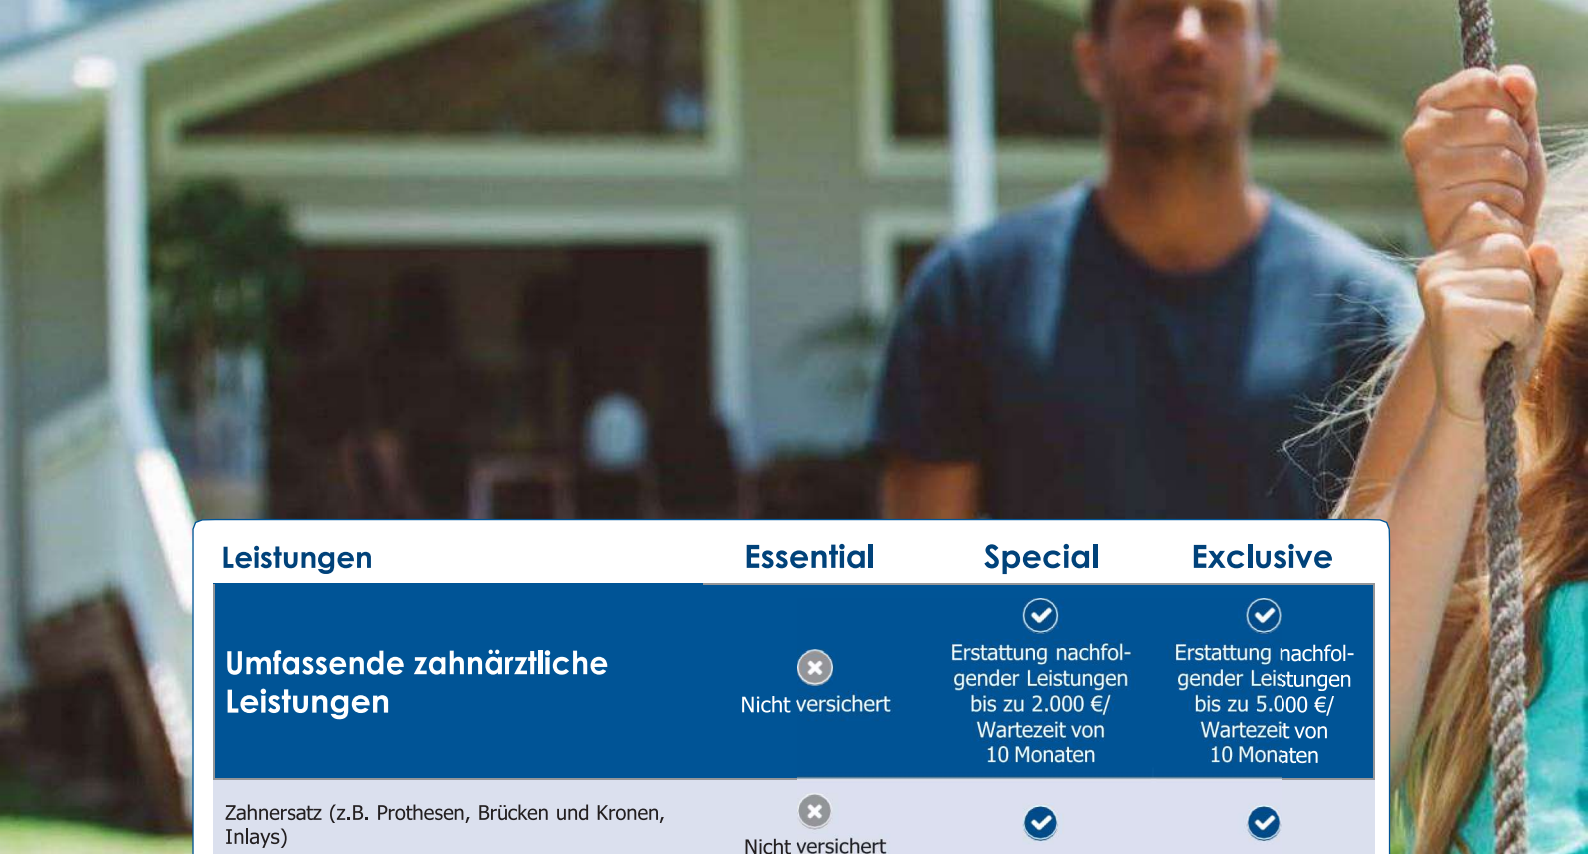 Leistungen Essential Special Exclusive
Umfassende zahnärztliche
Leistungen
Nicht versichert
Erstattung nachfol-
gender Leistungen
bis zu 2.000 €/
Wartezeit von
10 Monaten
Erstattung nachfol-
gender Leistungen
bis zu 5.000 €/
Wartezeit von
10 Monaten
Zahnersatz (z.B. Prothesen, Brücken und Kronen,
Inlays)
Nicht versichert